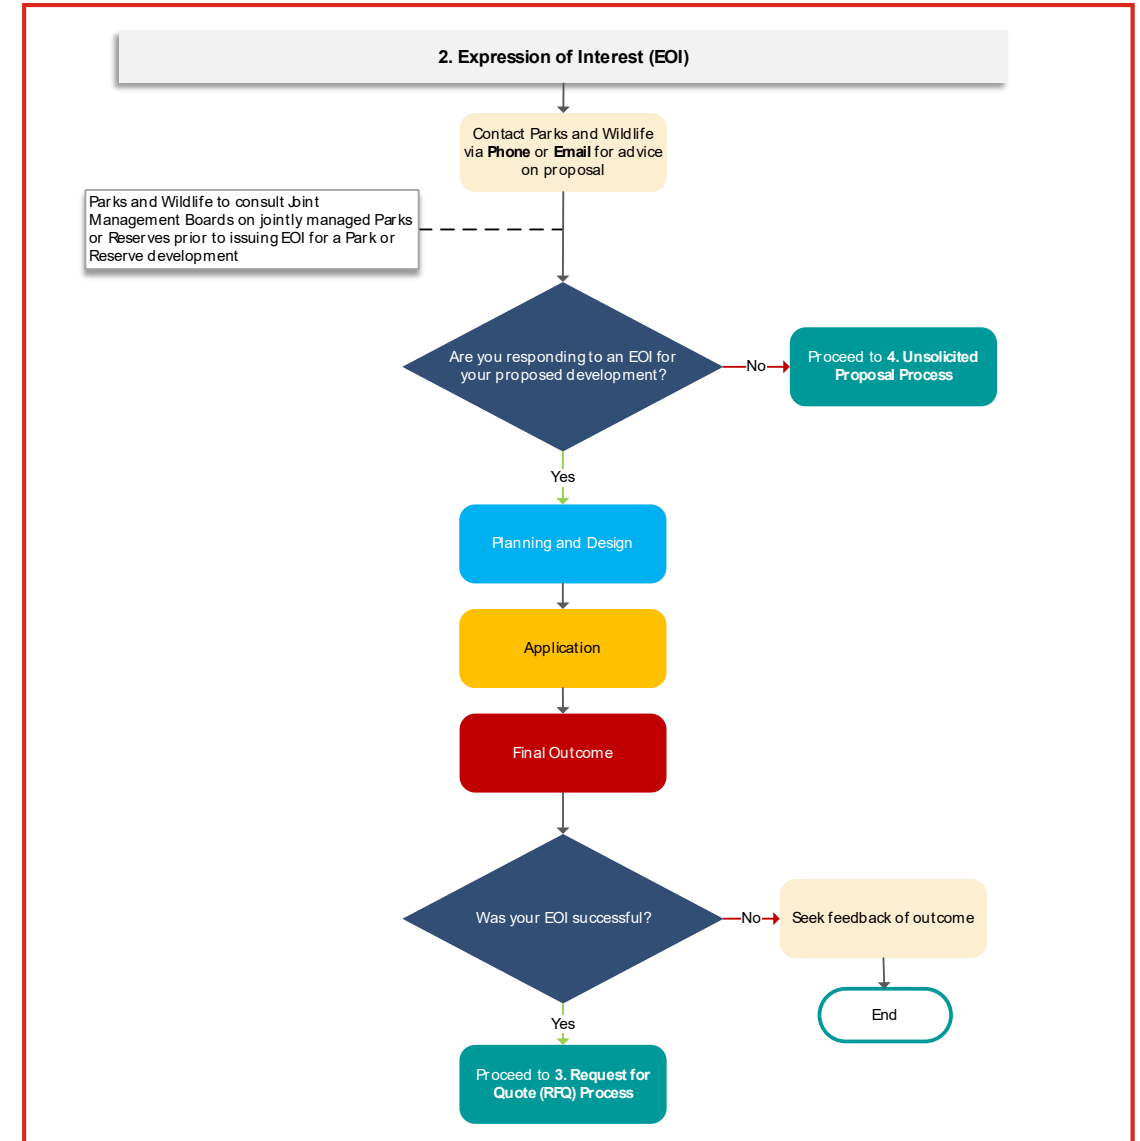 2. Expression of Interest (EOI)
Contact Parks and Wildlife
via Phone or Email for advice
on proposal
Parks and Wildlife to consult Joint
Management Boards on jointly managed Parks
or Reserves prior to issuing EOI for a Park or
Reserve development
Are you responding to an EOI for
your proposed development?
No
Proceed to 4. Unsolicited
Proposal Process
Yes
Planning and Design
Application
Final Outcome
Was your EOI successful?
No
Seek feedback of outcome
End
Yes
Proceed to 3. Request for
Quote (RFQ) Process